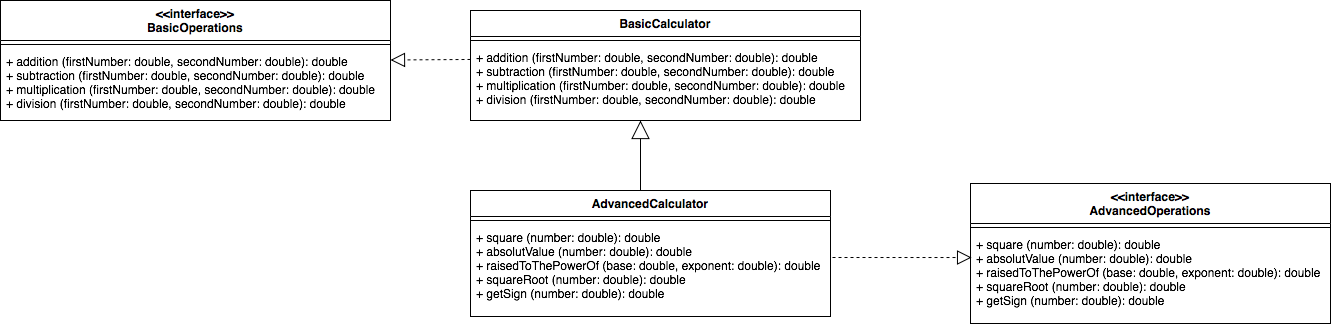 <<interface>>
BasicOperations
+ addition (firstNumber: double, secondNumber: double): double
+ subtraction (firstNumber: double, secondNumber: double): double
+ multiplication (firstNumber: double, secondNumber: double): double
+ division (firstNumber: double, secondNumber: double): double
BasicCalculator
+ addition (firstNumber: double, secondNumber: double): double
+ subtraction (firstNumber: double, secondNumber: double): double
+ multiplication (firstNumber: double, secondNumber: double): double
+ division (firstNumber: double, secondNumber: double): double
AdvancedCalculator
+ square (number: double): double
+ absolutValue (number: double): double
+ raisedToThePowerOf (base: double, exponent: double): double
+ squareRoot (number: double): double
+ getSign (number: double): double
<<interface>>
AdvancedOperations
+ square (number: double): double
+ absolutValue (number: double): double
+ raisedToThePowerOf (base: double, exponent: double): double
+ squareRoot (number: double): double
+ getSign (number: double): double